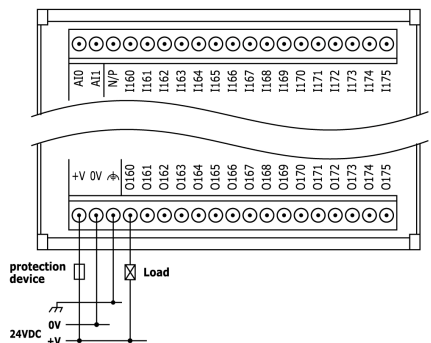 AI0 AI1 N/P I160 I161 I162 I163 I164 I165 I166 I167 I168 I169 I170 I171 I172 I173 I174 I175
+V 0V O160 O161 O162 O163 O164 O165 O166 O167 O168 O169 O170 O171 O172 O173 O174 O175
protection
device
Load
0V
24VDC
+V